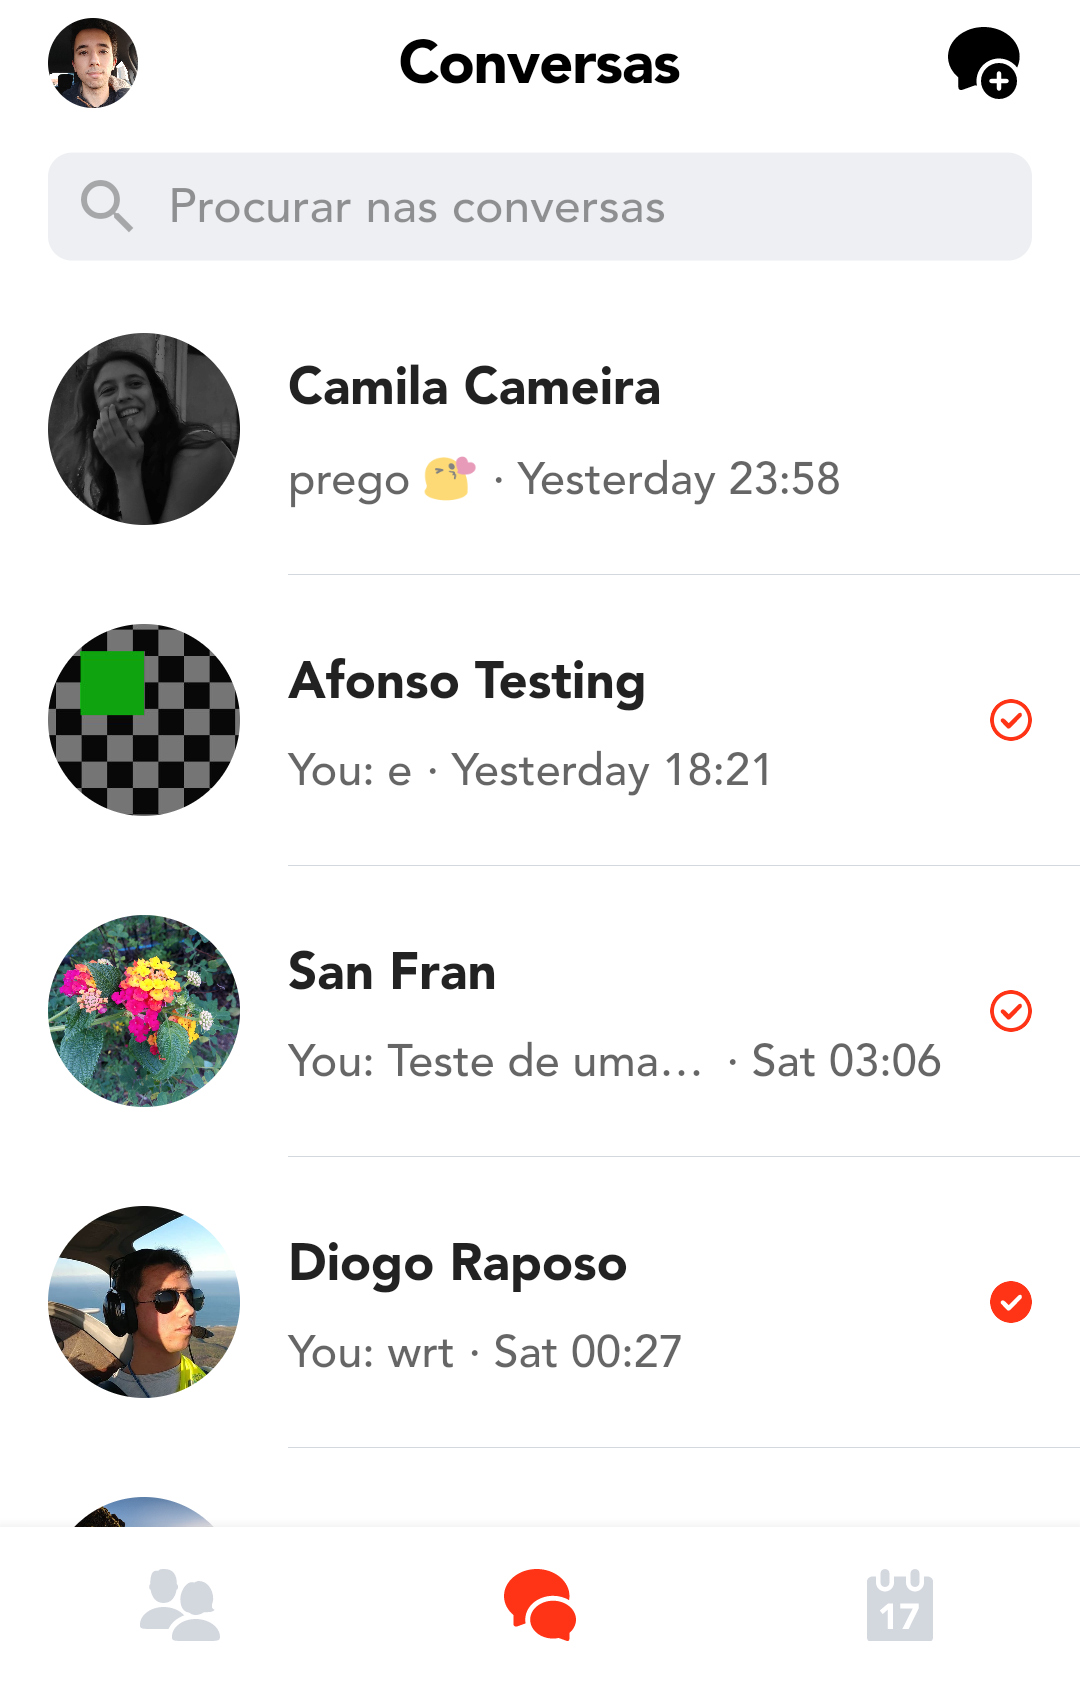 Conversas
Procurar nas conversas
Camila Cameira
prego 😘 · Yesterday 23:58
Afonso Testing
You: e · Yesterday 18:21
San Fran
You: Teste de uma... · Sat 03:06
Diogo Raposo
You: wrt · Sat 00:27
17